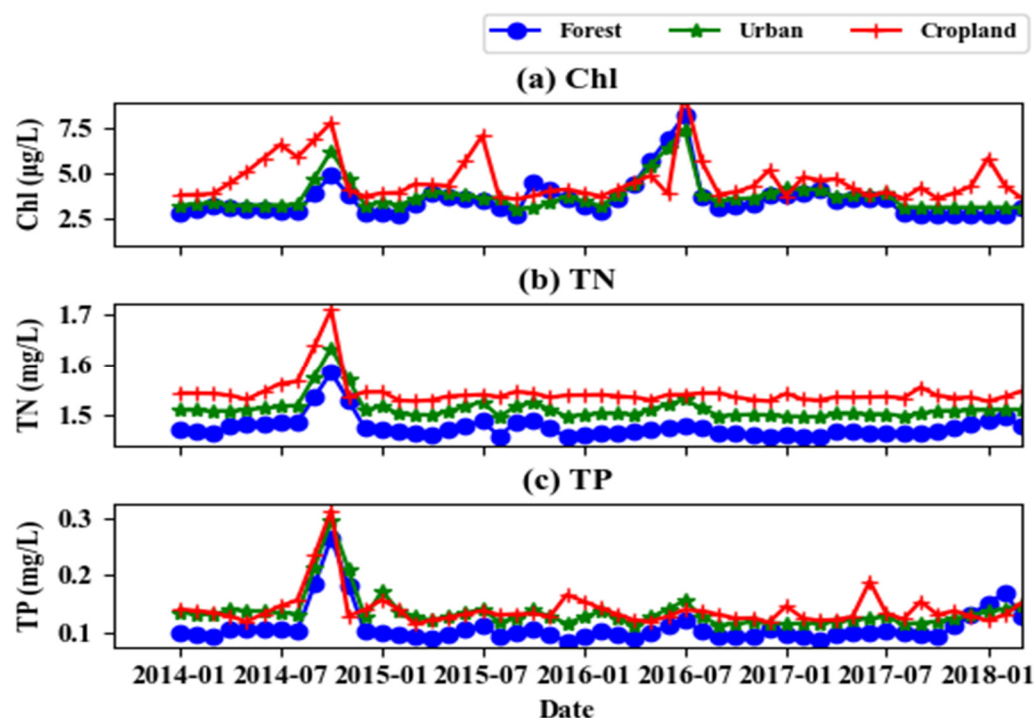 Forest Urban Cropland
(a) Chl
Chl (µg/L)
7.5
5.0
2.5
(b) TN
TN (mg/L)
1.7
1.6
1.5
(c) TP
TP (mg/L)
0.3
0.2
0.1
2014-01 2014-07 2015-01 2015-07 2016-01 2016-07 2017-01 2017-07 2018-01
Date